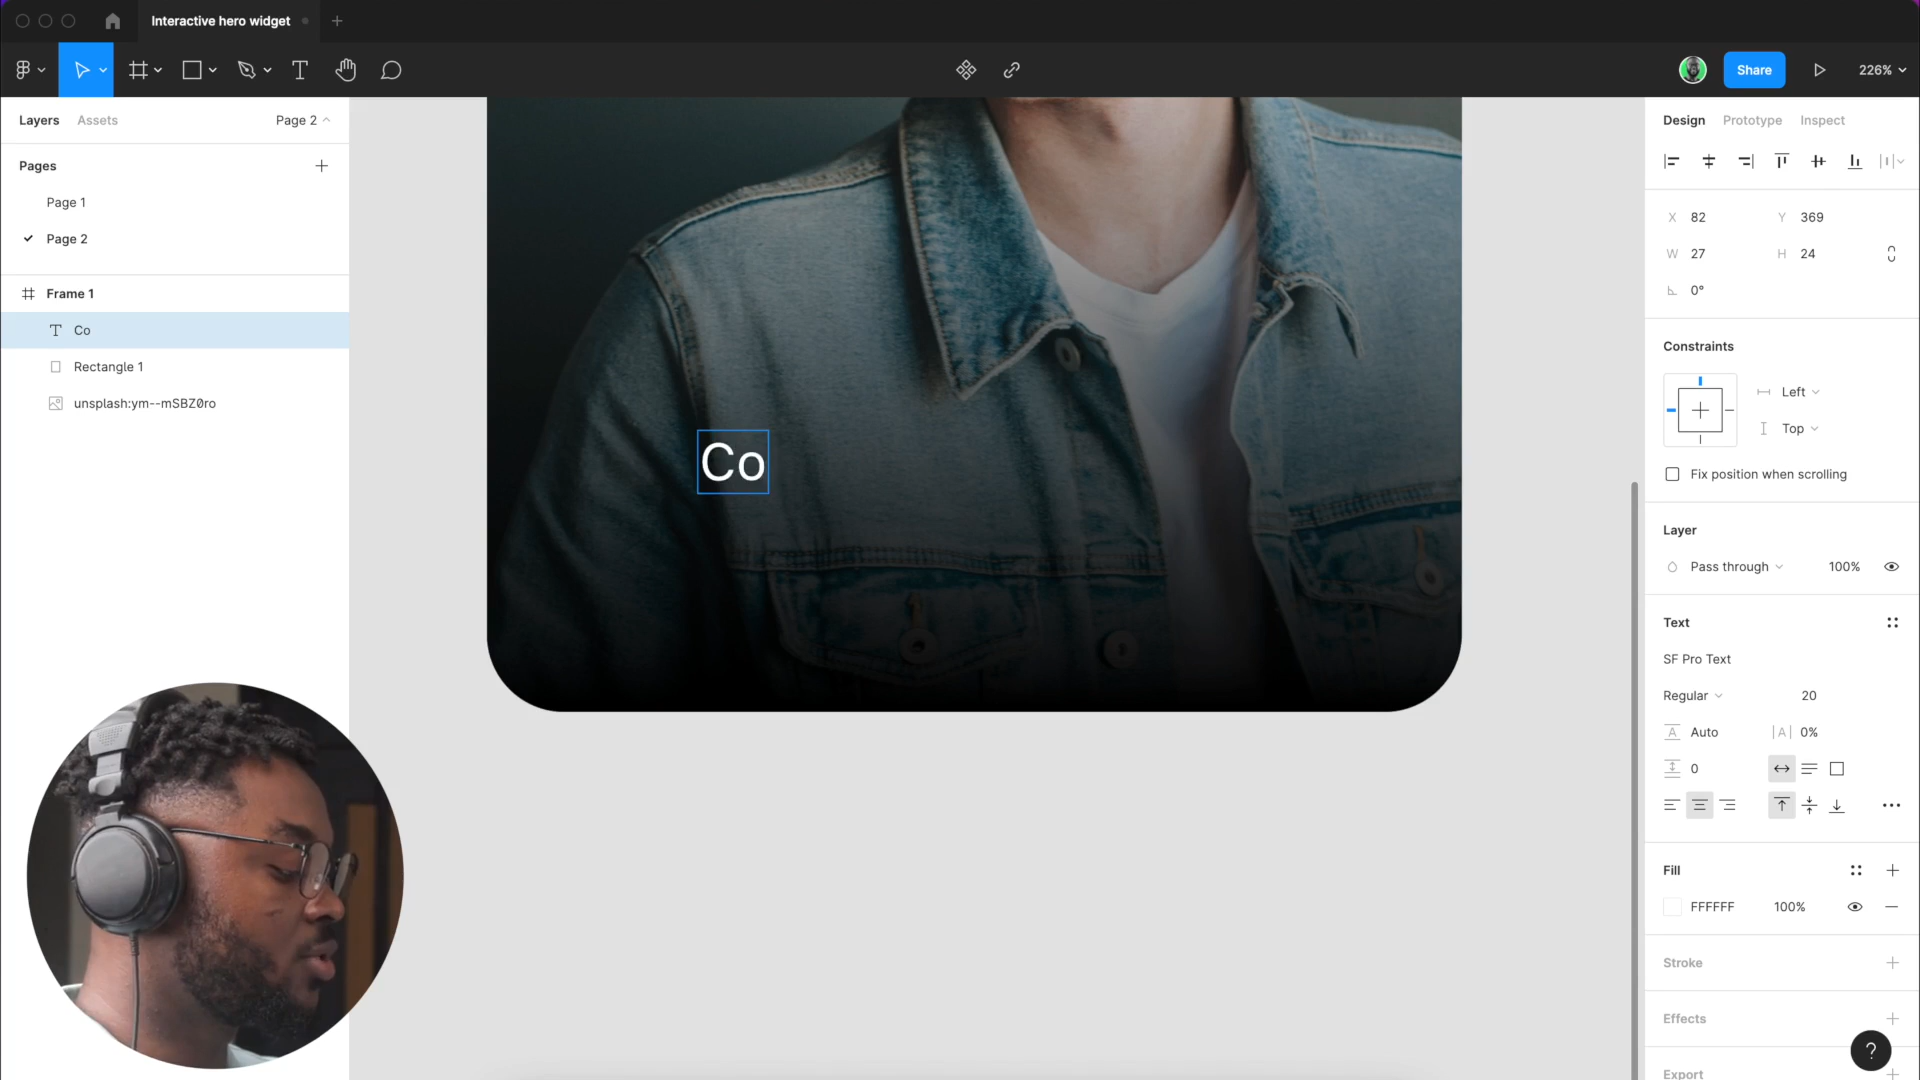 Interactive hero widget
Share
226%
Layers
Assets
Page 2
Pages
Page 1
Page 2
Frame 1
Co
Rectangle 1
unsplash:ym--mSBZ0ro
Co
Design
Prototype
Inspect
X 82
Y 369
W 27
H 24
0°
Constraints
Left
Top
Fix position when scrolling
Layer
Pass through
100%
Text
SF Pro Text
Regular
20
A Auto
|A| 0%
0
Fill
FFFFFF
100%
Stroke
Effects
?
Export